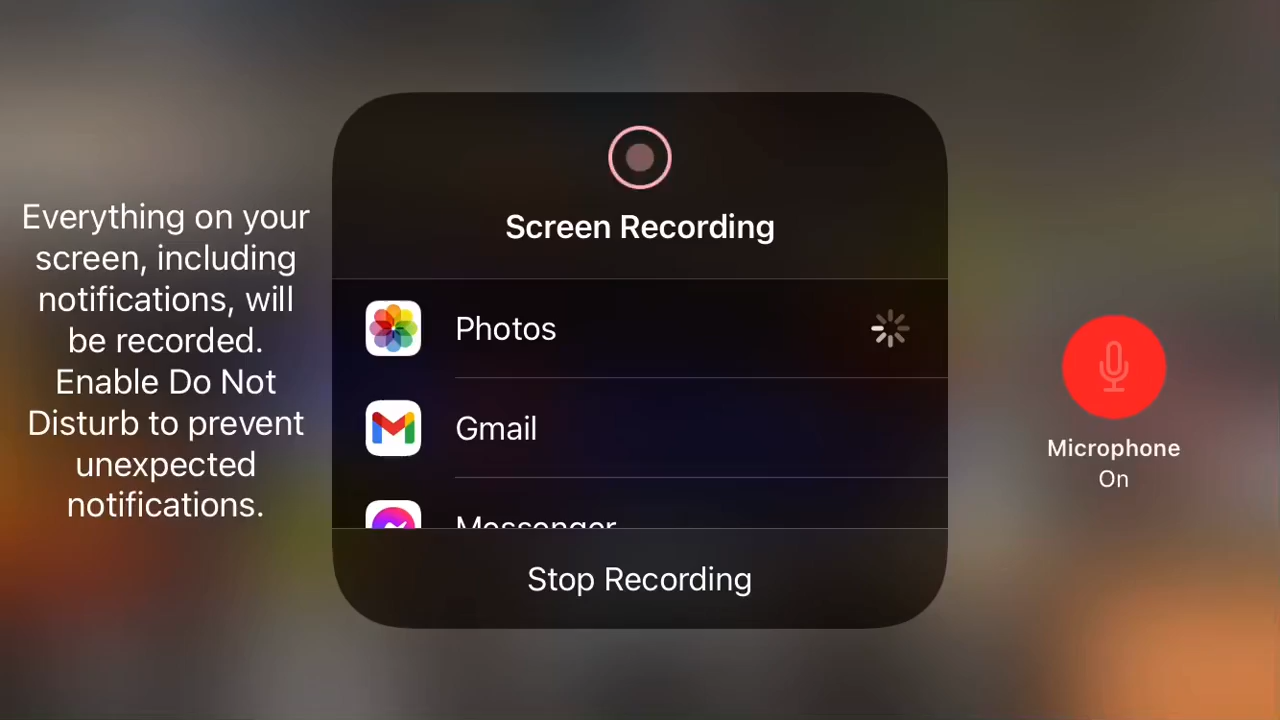 Everything on your
screen, including
notifications, will
be recorded.
Enable Do Not
Disturb to prevent
unexpected
notifications.
Screen Recording
Photos
Gmail
Messenger
Stop Recording
Microphone
On